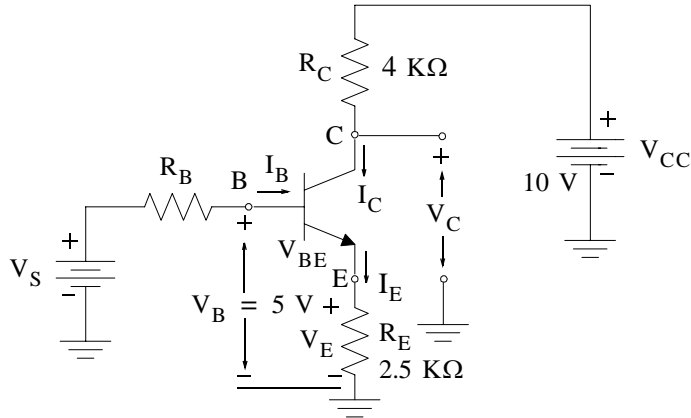 R_C 4 KΩ
C
+
V_CC
10 V
-
R_B
B
I_B
I_C
+
V_C
+
V_S
-
+
V_BE
E
I_E
V_B = 5 V
+
V_E
-
R_E
2.5 KΩ
-